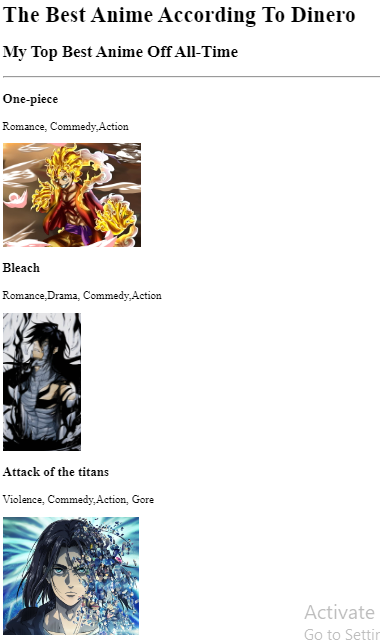 The Best Anime According To Dinero
My Top Best Anime Off All-Time
One-piece
Romance, Commedy,Action
Bleach
Romance,Drama, Commedy,Action
Attack of the titans
Violence, Commedy,Action, Gore
Activate
Go to Settin